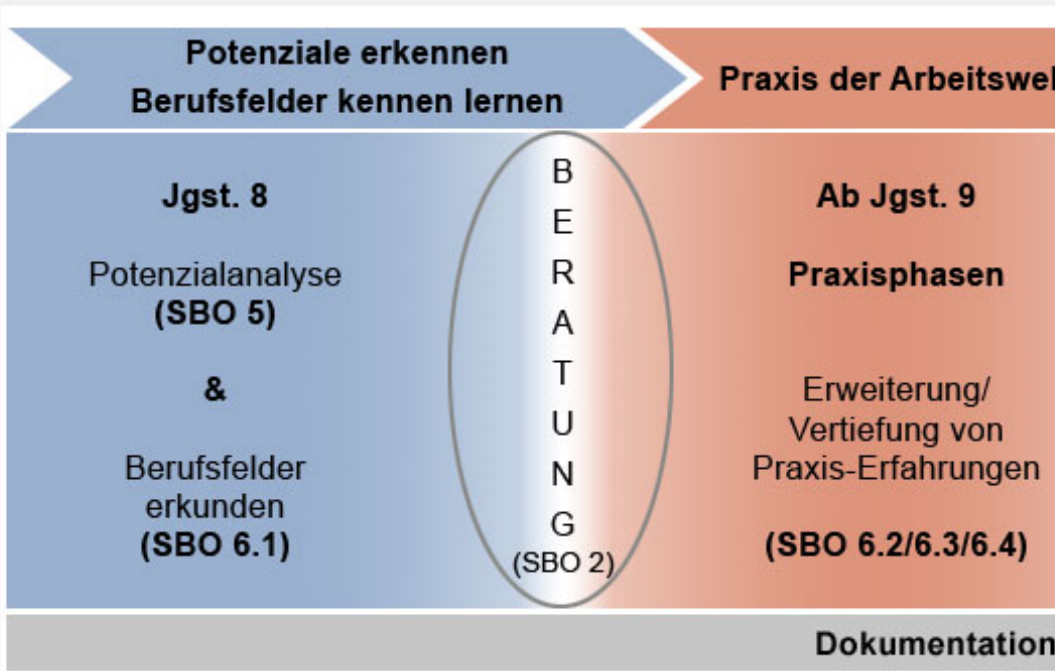 Potenziale erkennen
Berufsfelder kennen lernen
Praxis der Arbeitswel
Jgst. 8
Potenzialanalyse
(SBO 5)
&
Berufsfelder
erkunden
(SBO 6.1)
B
E
R
A
T
U
N
G
(SBO 2)
Ab Jgst. 9
Praxisphasen
Erweiterung/
Vertiefung von
Praxis-Erfahrungen
(SBO 6.2/6.3/6.4)
Dokumentation